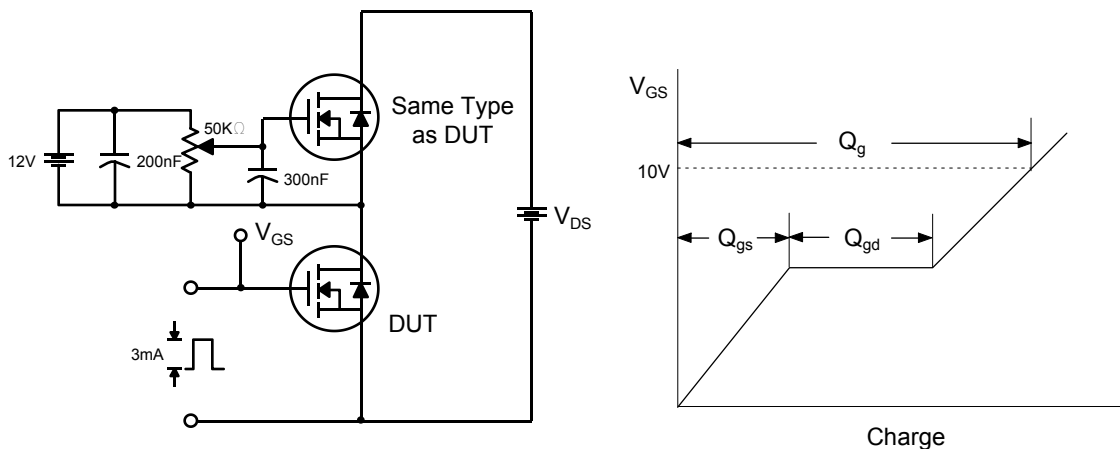 12V
200nF
50KΩ
300nF
Same Type
as DUT
V_DS
V_GS
DUT
3mA
V_GS
10V
Q_g
Q_gs
Q_gd
Charge